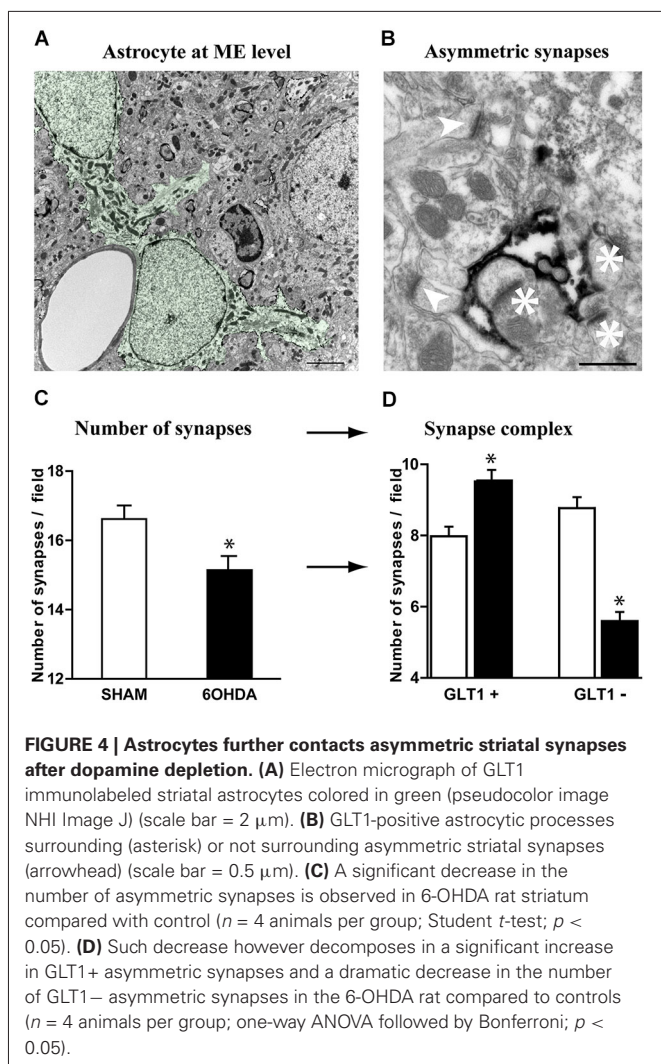 A
Astrocyte at ME level
B
Asymmetric synapses
*
*
*
C
Number of synapses
D
Synapse complex
Number of synapses / field
18
16
14
12
*
SHAM
6OHDA
Number of synapses / field
10
8
6
4
*
*
GLT1 +
GLT1 -
FIGURE 4 | Astrocytes further contacts asymmetric striatal synapses
after dopamine depletion. (A) Electron micrograph of GLT1
immunolabeled striatal astrocytes colored in green (pseudocolor image
NHI Image J) (scale bar = 2 μm). (B) GLT1-positive astrocytic processes
surrounding (asterisk) or not surrounding asymmetric striatal synapses
(arrowhead) (scale bar = 0.5 μm). (C) A significant decrease in the
number of asymmetric synapses is observed in 6-OHDA rat striatum
compared with control (n = 4 animals per group; Student t-test; p <
0.05). (D) Such decrease however decomposes in a significant increase
in GLT1+ asymmetric synapses and a dramatic decrease in the number
of GLT1− asymmetric synapses in the 6-OHDA rat compared to controls
(n = 4 animals per group; one-way ANOVA followed by Bonferroni; p <
0.05).